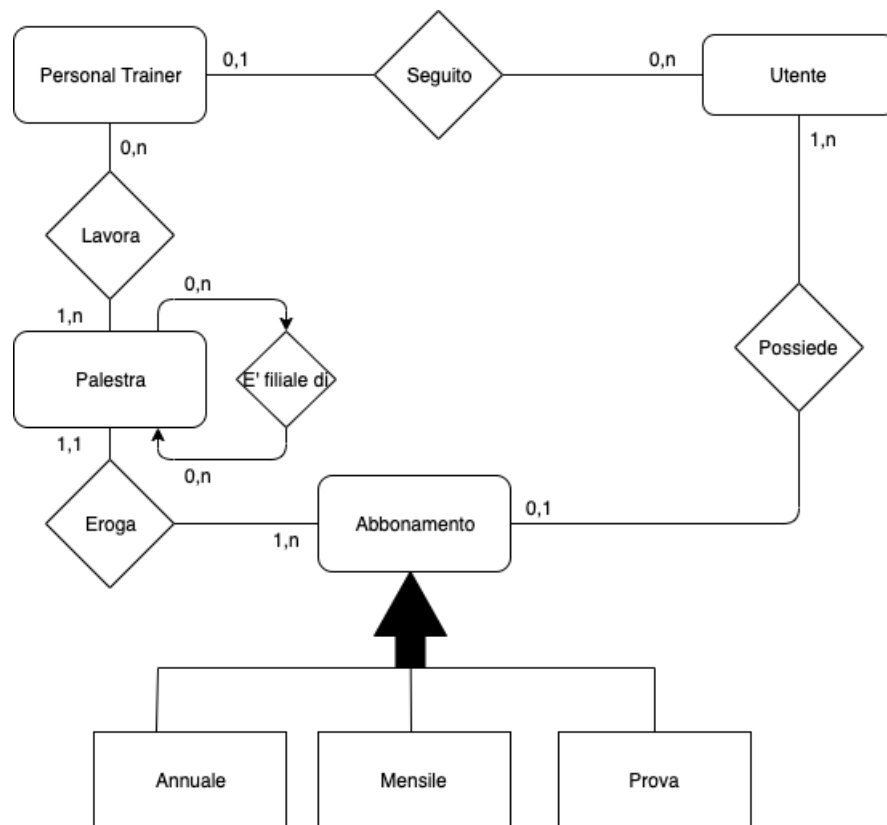 Personal Trainer
0,1
Seguito
0,n
Utente
0,n
1,n
Lavora
0,n
1,n
Palestra
E' filiale di
Possiede
1,1
0,n
Eroga
1,n
Abbonamento
0,1
Annuale
Mensile
Prova